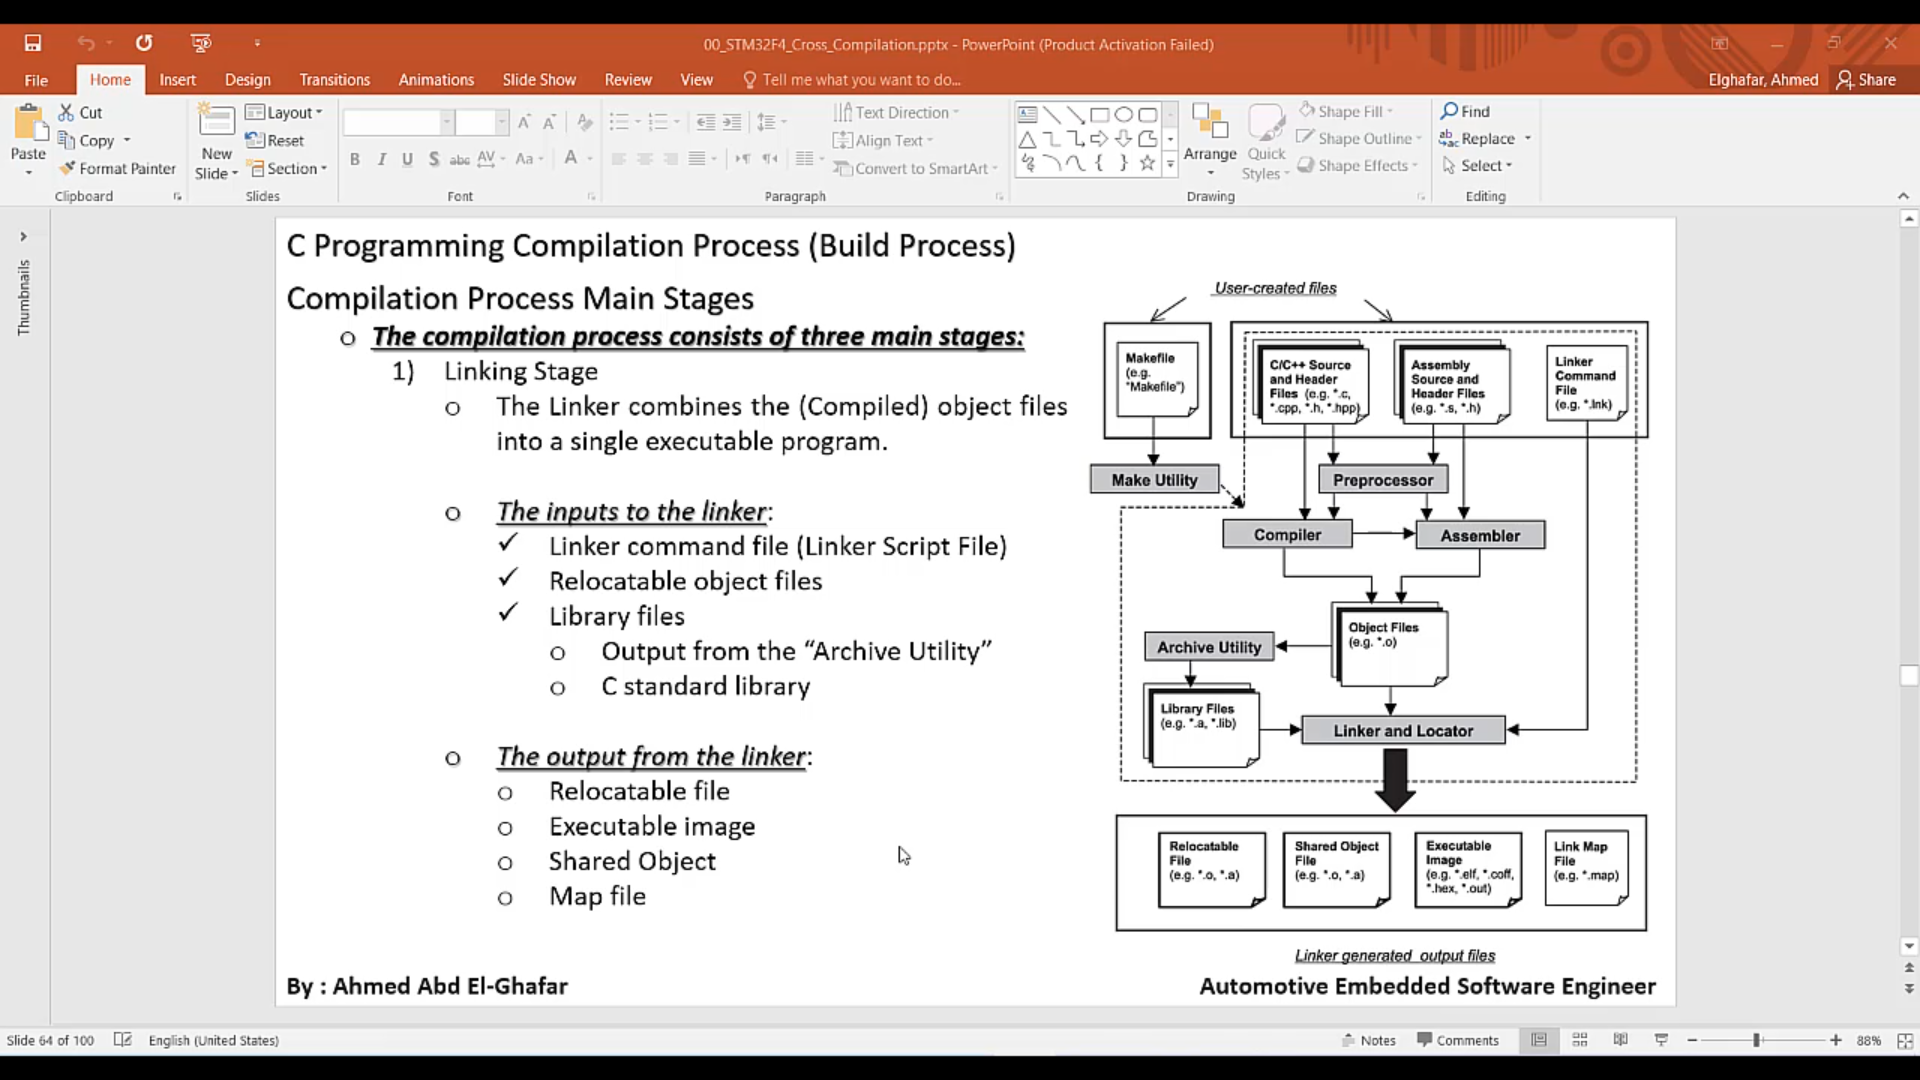 00_STM32F4_Cross_Compilation.pptx - PowerPoint (Product Activation Failed)
File Home Insert Design Transitions Animations Slide Show Review View Tell me what you want to do... Elghafar, Ahmed Share
Paste
Cut
Copy
Format Painter
Clipboard
New Slide
Layout
Reset
Section
Slides
B I U S abc AV Aa A
Font
Text Direction
Align Text
Convert to SmartArt
Paragraph
Arrange
Quick Styles
Shape Fill
Shape Outline
Shape Effects
Drawing
Find
Replace
Select
Editing
Thumbnails
C Programming Compilation Process (Build Process)
Compilation Process Main Stages
o The compilation process consists of three main stages:
1) Linking Stage
o The Linker combines the (Compiled) object files
into a single executable program.
o The inputs to the linker:
✓ Linker command file (Linker Script File)
✓ Relocatable object files
✓ Library files
o Output from the “Archive Utility”
o C standard library
o The output from the linker:
o Relocatable file
o Executable image
o Shared Object
o Map file
User-created files
Makefile
(e.g.
"Makefile")
C/C++ Source
and Header
Files (e.g. *.c,
*.cpp, *.h, *.hpp)
Assembly
Source and
Header Files
(e.g. *.s, *.h)
Linker
Command
File
(e.g. *.lnk)
Make Utility
Preprocessor
Compiler
Assembler
Object Files
(e.g. *.o)
Archive Utility
Library Files
(e.g. *.a, *.lib)
Linker and Locator
Relocatable
File
(e.g. *.o, *.a)
Shared Object
File
(e.g. *.o, *.a)
Executable
Image
(e.g. *.elf, *.coff,
*.hex, *.out)
Link Map
File
(e.g. *.map)
Linker generated output files
By : Ahmed Abd El-Ghafar
Automotive Embedded Software Engineer
Slide 64 of 100 English (United States) Notes Comments 88%